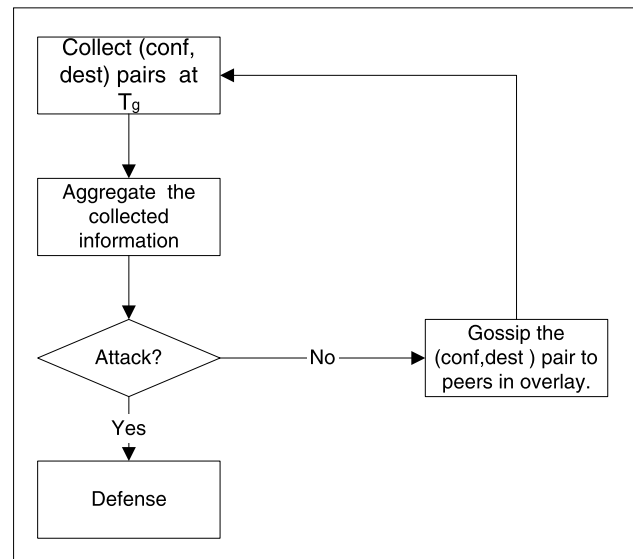 Collect (conf,
dest) pairs at
Tg
Aggregate the
collected
information
Attack?
No
Gossip the
(conf,dest ) pair to
peers in overlay.
Yes
Defense